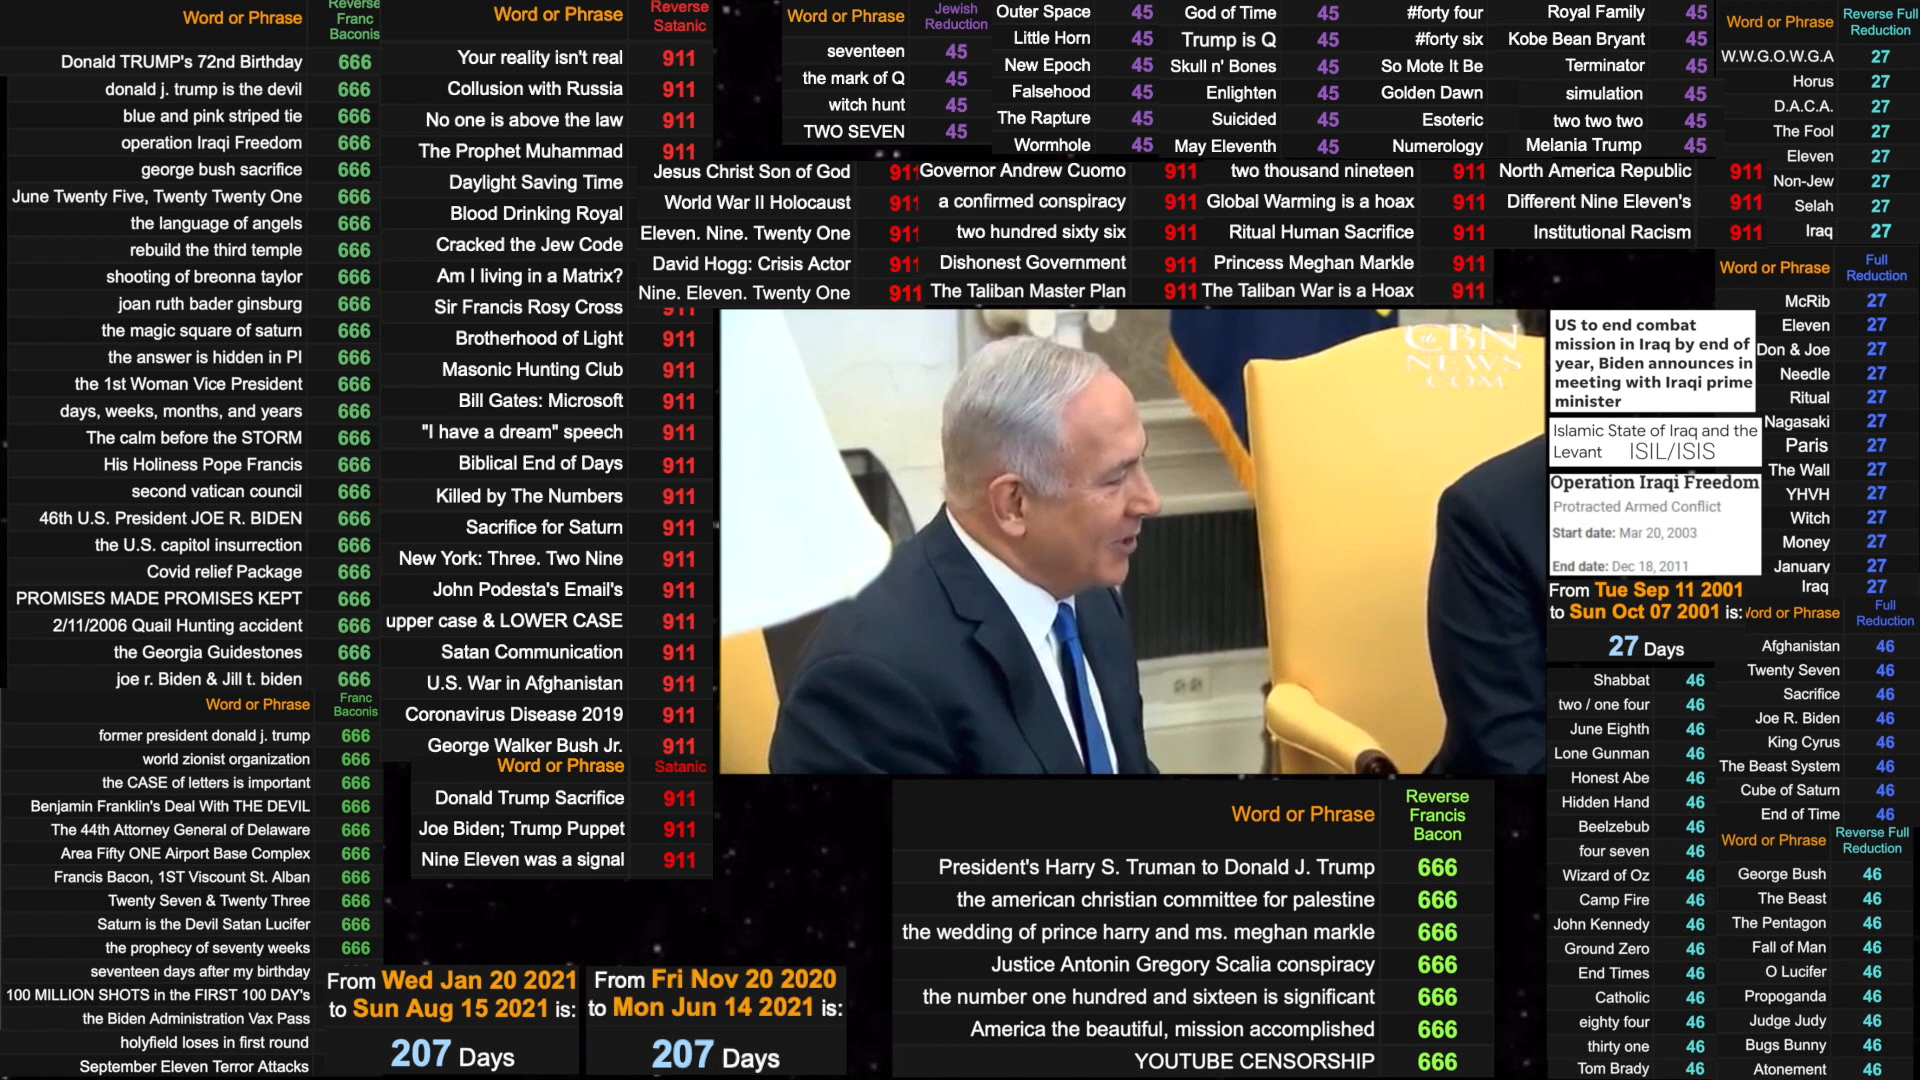 Word or Phrase Reverse Franc Baconis
Donald TRUMP's 72nd Birthday 666
donald j. trump is the devil 666
blue and pink striped tie 666
operation Iraqi Freedom 666
george bush sacrifice 666
June Twenty Five, Twenty Twenty One 666
the language of angels 666
rebuild the third temple 666
shooting of breonna taylor 666
joan ruth bader ginsburg 666
the magic square of saturn 666
the answer is hidden in PI 666
the 1st Woman Vice President 666
days, weeks, months, and years 666
The calm before the STORM 666
His Holiness Pope Francis 666
second vatican council 666
46th U.S. President JOE R. BIDEN 666
the U.S. capitol insurrection 666
Covid relief Package 666
PROMISES MADE PROMISES KEPT 666
2/11/2006 Quail Hunting accident 666
the Georgia Guidestones 666
joe r. Biden & Jill t. biden 666
Word or Phrase Franc Baconis
former president donald j. trump 666
world zionist organization 666
the CASE of letters is important 666
Benjamin Franklin's Deal With THE DEVIL 666
The 44th Attorney General of Delaware 666
Area Fifty ONE Airport Base Complex 666
Francis Bacon, 1ST Viscount St. Alban 666
Twenty Seven & Twenty Three 666
Saturn is the Devil Satan Lucifer 666
the prophecy of seventy weeks 666
seventeen days after my birthday
100 MILLION SHOTS in the FIRST 100 DAY's
the Biden Administration Vax Pass
holyfield loses in first round
September Eleven Terror Attacks
Word or Phrase Reverse Satanic
Your reality isn't real 911
Collusion with Russia 911
No one is above the law 911
The Prophet Muhammad 911
Daylight Saving Time
Blood Drinking Royal
Cracked the Jew Code
Am I living in a Matrix?
Sir Francis Rosy Cross 911
Brotherhood of Light 911
Masonic Hunting Club 911
Bill Gates: Microsoft 911
"I have a dream" speech 911
Biblical End of Days 911
Killed by The Numbers 911
Sacrifice for Saturn 911
New York: Three. Two Nine 911
John Podesta's Email's 911
upper case & LOWER CASE 911
Satan Communication 911
U.S. War in Afghanistan 911
Coronavirus Disease 2019 911
George Walker Bush Jr. 911
Word or Phrase Satanic
Donald Trump Sacrifice 911
Joe Biden; Trump Puppet 911
Nine Eleven was a signal 911
From Wed Jan 20 2021
to Sun Aug 15 2021 is:
207 Days
From Fri Nov 20 2020
to Mon Jun 14 2021 is:
207 Days
Word or Phrase Jewish Reduction
seventeen 45
the mark of Q 45
witch hunt 45
TWO SEVEN 45
Outer Space 45
Little Horn 45
New Epoch 45
Falsehood 45
The Rapture 45
Wormhole 45
God of Time 45
Trump is Q 45
Skull n' Bones 45
Enlighten 45
Suicided 45
May Eleventh 45
#forty four
#forty six
So Mote It Be
Golden Dawn
Esoteric
Numerology
Royal Family 45
Kobe Bean Bryant 45
Terminator 45
simulation 45
two two two 45
Melania Trump 45
Jesus Christ Son of God 911
World War II Holocaust 911
Eleven. Nine. Twenty One 911
David Hogg: Crisis Actor 911
Nine. Eleven. Twenty One 911
Governor Andrew Cuomo 911
a confirmed conspiracy 911
two hundred sixty six 911
Dishonest Government 911
The Taliban Master Plan 911
two thousand nineteen 911
Global Warming is a hoax 911
Ritual Human Sacrifice 911
Princess Meghan Markle 911
The Taliban War is a Hoax 911
North America Republic 911
Different Nine Eleven's 911
Institutional Racism 911
CBN
NEWS
.COM
Word or Phrase Reverse Francis Bacon
President's Harry S. Truman to Donald J. Trump 666
the american christian committee for palestine 666
the wedding of prince harry and ms. meghan markle 666
Justice Antonin Gregory Scalia conspiracy 666
the number one hundred and sixteen is significant 666
America the beautiful, mission accomplished 666
YOUTUBE CENSORSHIP 666
Word or Phrase Reverse Full Reduction
W.W.G.O.W.G.A 27
Horus 27
D.A.C.A. 27
The Fool 27
Eleven 27
Non-Jew 27
Selah 27
Iraq 27
Word or Phrase Full Reduction
McRib 27
Eleven 27
Don & Joe 27
Needle 27
Ritual 27
Nagasaki 27
Paris 27
The Wall 27
YHVH 27
Witch 27
Money 27
January 27
Iraq 27
US to end combat
mission in Iraq by end of
year, Biden announces in
meeting with Iraqi prime
minister
Islamic State of Iraq and the
Levant ISIL/ISIS
Operation Iraqi Freedom
Protracted Armed Conflict
Start date: Mar 20, 2003
End date: Dec 18, 2011
From Tue Sep 11 2001
to Sun Oct 07 2001 is:
27 Days
Shabbat 46
two / one four 46
June Eighth 46
Lone Gunman 46
Honest Abe 46
Hidden Hand 46
Beelzebub 46
four seven 46
Wizard of Oz 46
Camp Fire 46
John Kennedy 46
Ground Zero 46
End Times 46
Catholic 46
eighty four 46
thirty one 46
Tom Brady 46
Word or Phrase Full Reduction
Afghanistan 46
Twenty Seven 46
Sacrifice 46
Joe R. Biden 46
King Cyrus 46
The Beast System 46
Cube of Saturn 46
End of Time 46
Word or Phrase Reverse Full Reduction
George Bush 46
The Beast 46
The Pentagon 46
Fall of Man 46
O Lucifer 46
Propoganda 46
Judge Judy 46
Bugs Bunny 46
Atonement 46